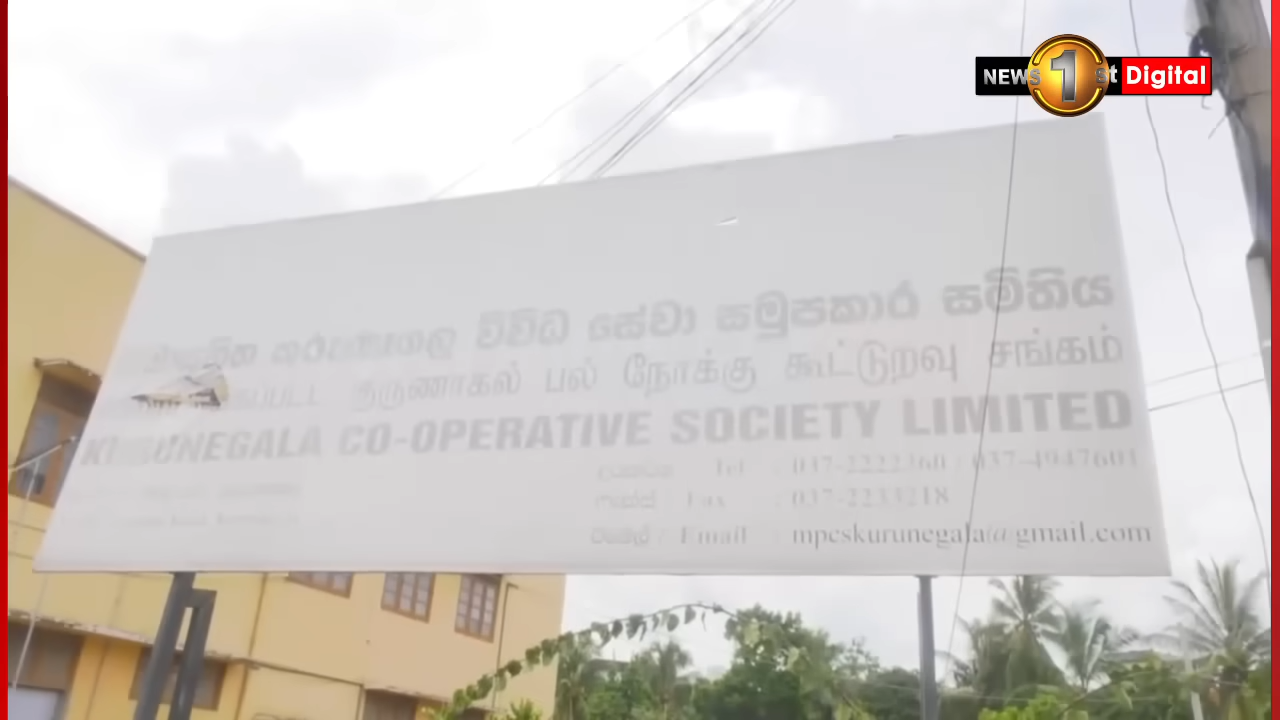 NEWS 1st Digital
විවිධ සේවා සමුපකාර සමිතිය
குருணாகல் பல் நோக்கு கூட்டுறவு சங்கம்
KURUNEGALA CO-OPERATIVE SOCIETY LIMITED
Tel : 037-2222360 / 037-4947601
ෆැක්ස් Fax : 037-2233218
Email : mpcskurunegala@gmail.com